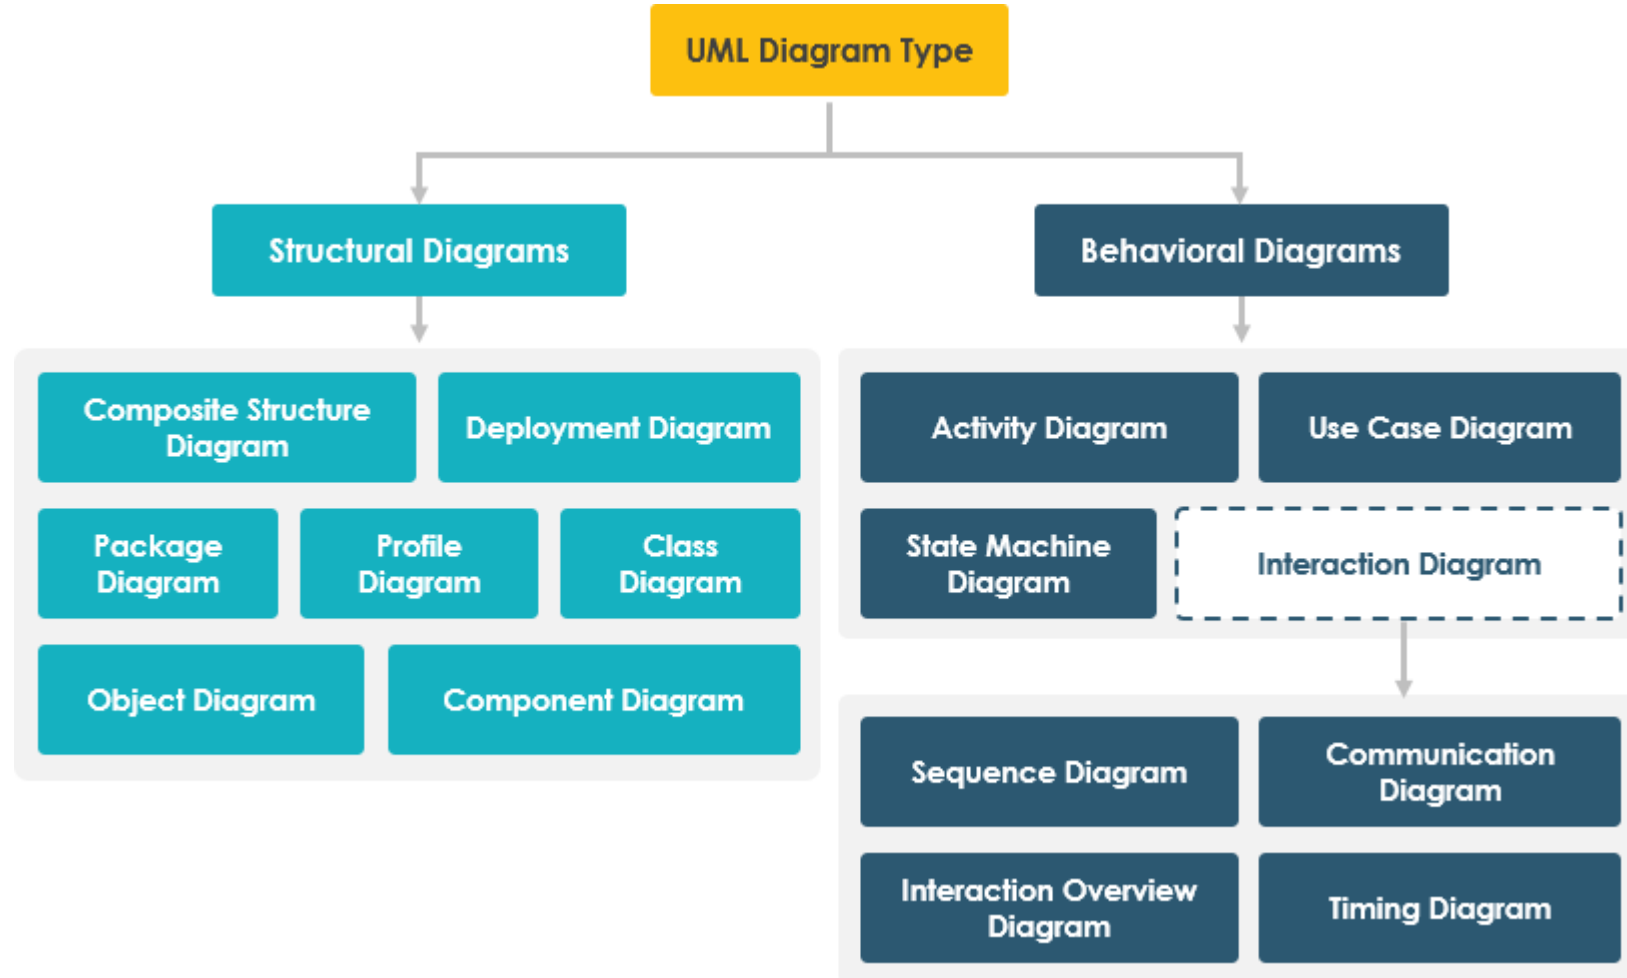 UML Diagram Type
Structural Diagrams
Behavioral Diagrams
Composite Structure
Diagram
Deployment Diagram
Package
Diagram
Profile
Diagram
Class
Diagram
Object Diagram
Component Diagram
Activity Diagram
Use Case Diagram
State Machine
Diagram
Interaction Diagram
Sequence Diagram
Communication
Diagram
Interaction Overview
Diagram
Timing Diagram